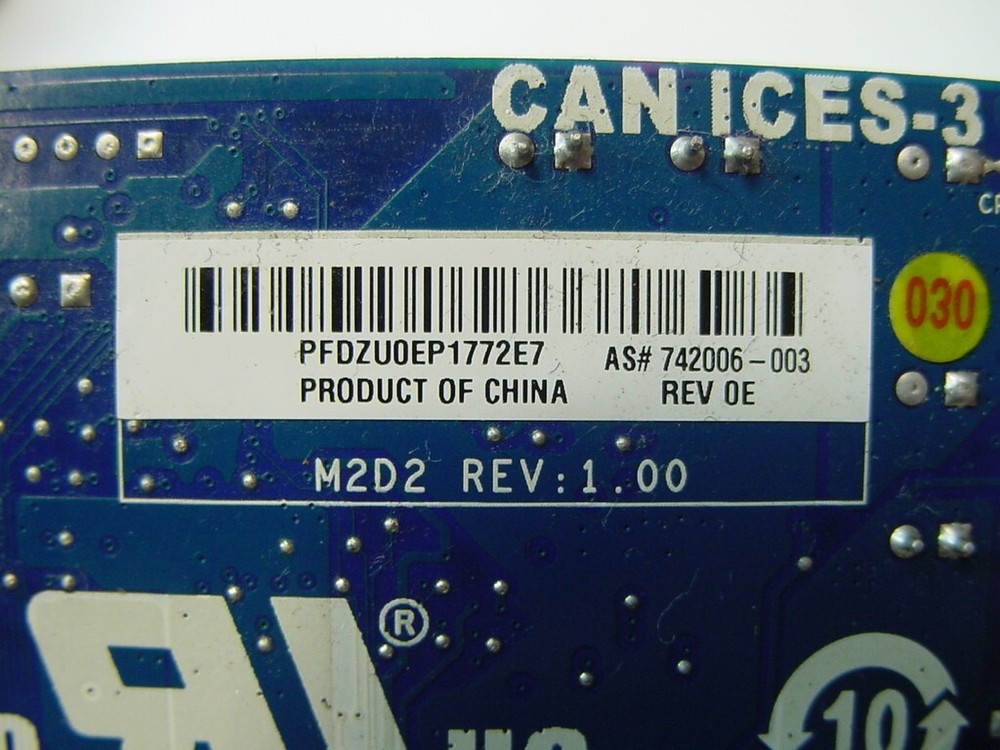 CAN ICES-3
030
PFDZU0EP1772E7 AS# 742006-003
PRODUCT OF CHINA REV 0E
M2D2 REV:1.00
®
10